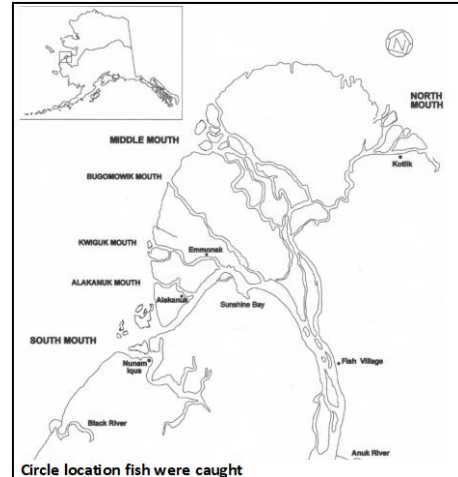 N
NORTH
MOUTH
MIDDLE MOUTH
Kotlik
BUGOMOWIK MOUTH
KWIGUK MOUTH
Emmonak
ALAKANUK MOUTH
Alakanuk
Sunshine Bay
SOUTH MOUTH
Nunam
Iqua
Fish Village
Black River
Anuk River
Circle location fish were caught